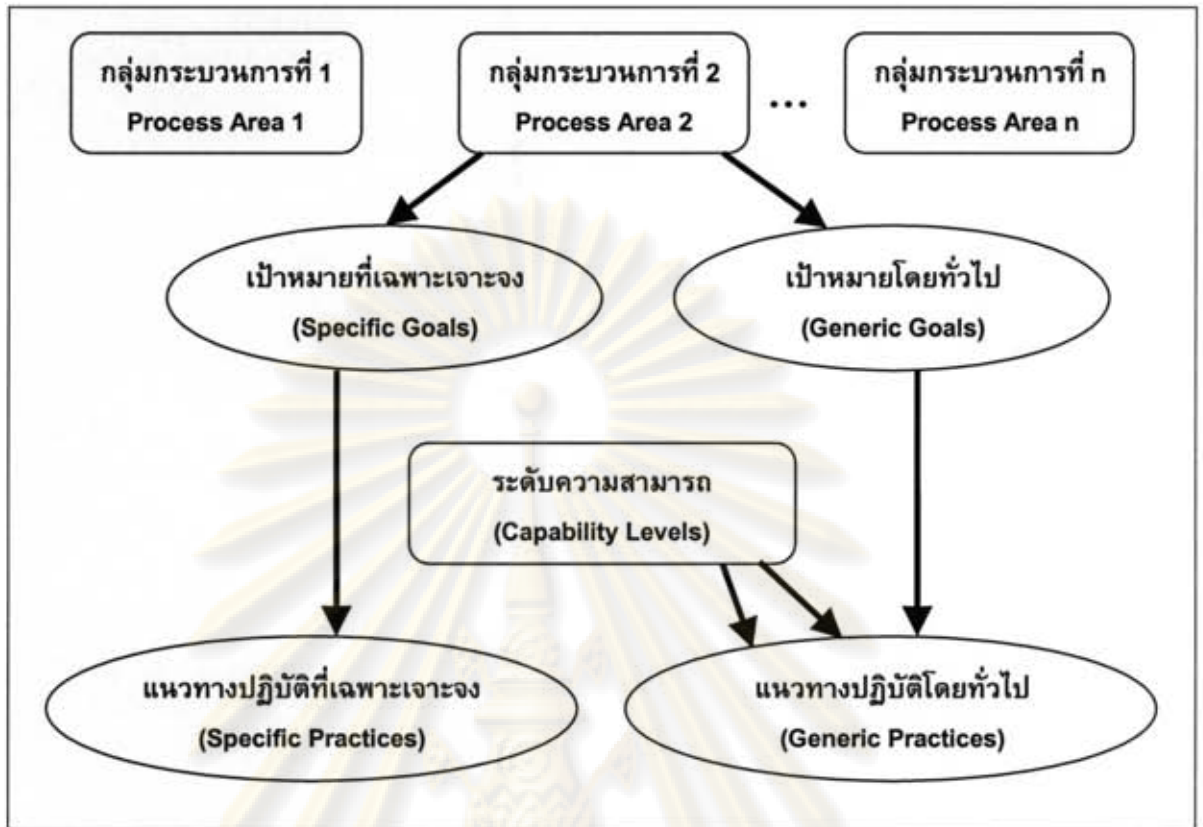 กลุ่มกระบวนการที่ 1
Process Area 1
กลุ่มกระบวนการที่ 2
Process Area 2
...
กลุ่มกระบวนการที่ n
Process Area n
เป้าหมายที่เฉพาะเจาะจง
(Specific Goals)
เป้าหมายโดยทั่วไป
(Generic Goals)
ระดับความสามารถ
(Capability Levels)
แนวทางปฏิบัติที่เฉพาะเจาะจง
(Specific Practices)
แนวทางปฏิบัติโดยทั่วไป
(Generic Practices)